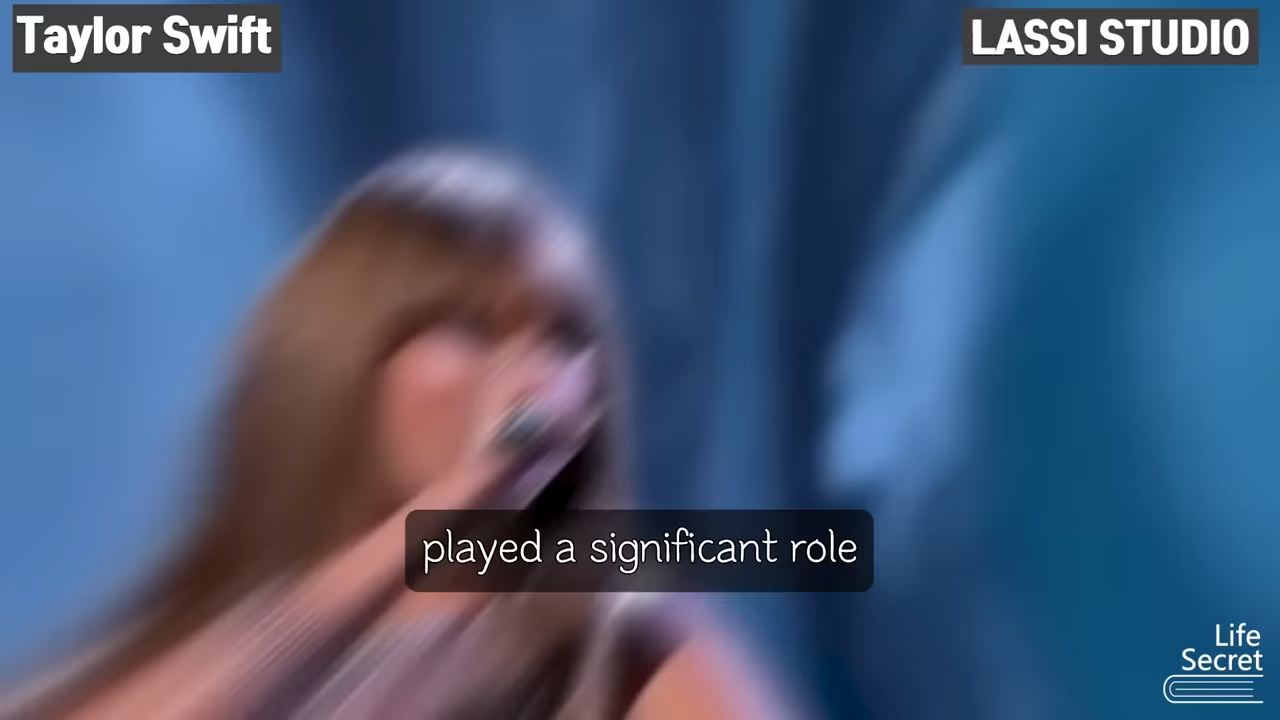 Taylor Swift
LASSI STUDIO
played a significant role
Life
Secret